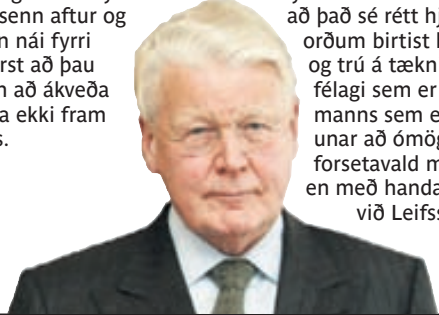 senn aftur og
n nái fyrri
rst að þau
n að ákveða
a ekki fram
s.
að það sé rétt hj
orðum birtist
og trú á tækn
félagi sem er
manns sem e
unar að ómög
forsetavald m
en með handa
við Leifss